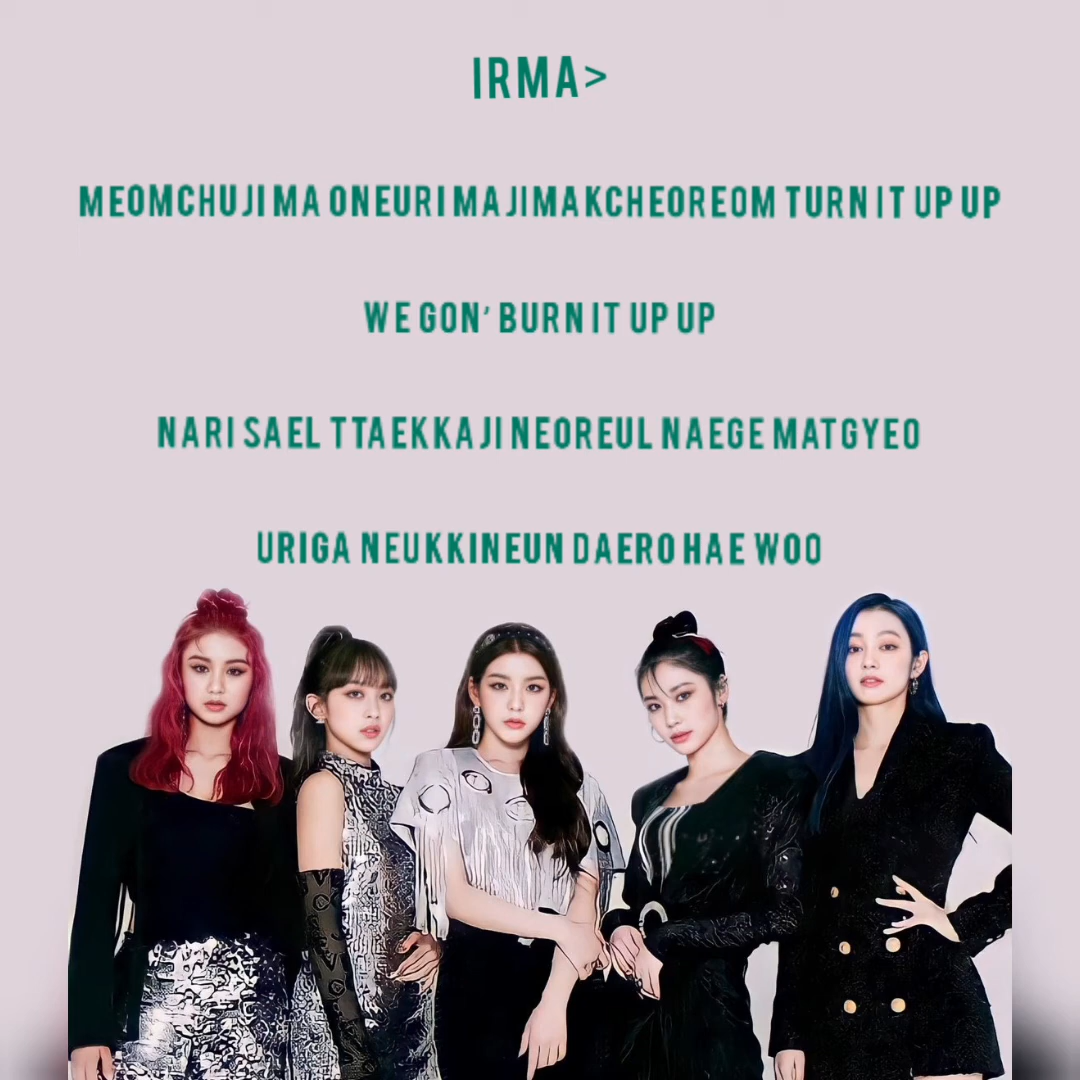 IRMA>
MEOMCHUJI MA ONEURI MAJIMAKCHEOREOM TURN IT UP UP
WE GON' BURN IT UP UP
NARI SAEL TTAEKKAJI NEOREUL NAEGE MATGYEO
URIGA NEUKKINEUN DAERO HAE WOO